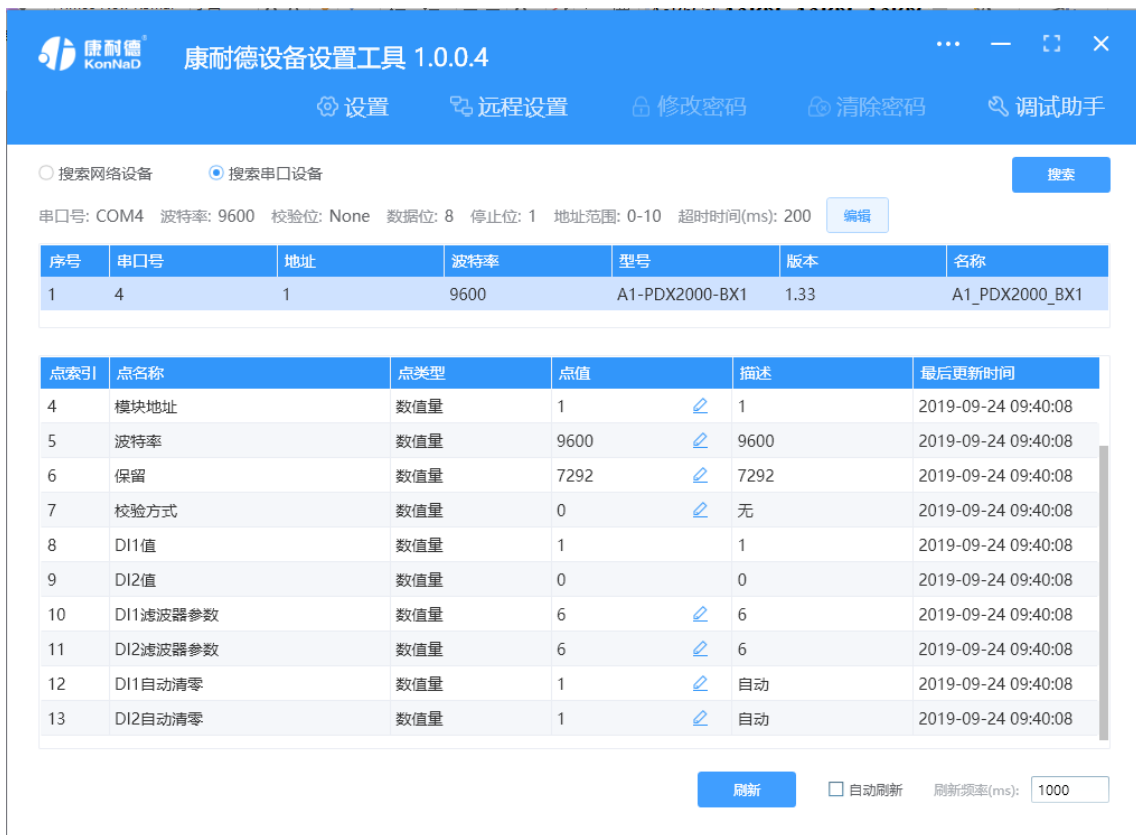 康耐德® 康耐德设备设置工具 1.0.0.4
KonNaD
设置 远程设置 修改密码 清除密码 调试助手
搜索网络设备 搜索串口设备 搜索
串口号: COM4 波特率: 9600 校验位: None 数据位: 8 停止位: 1 地址范围: 0-10 超时时间(ms): 200 编辑
序号 串口号 地址 波特率 型号 版本 名称
1 4 1 9600 A1-PDX2000-BX1 1.33 A1_PDX2000_BX1
点索引 点名称 点类型 点值 描述 最后更新时间
4 模块地址 数值量 1 1 2019-09-24 09:40:08
5 波特率 数值量 9600 9600 2019-09-24 09:40:08
6 保留 数值量 7292 7292 2019-09-24 09:40:08
7 校验方式 数值量 0 无 2019-09-24 09:40:08
8 DI1值 数值量 1 1 2019-09-24 09:40:08
9 DI2值 数值量 0 0 2019-09-24 09:40:08
10 DI1滤波器参数 数值量 6 6 2019-09-24 09:40:08
11 DI2滤波器参数 数值量 6 6 2019-09-24 09:40:08
12 DI1自动清零 数值量 1 自动 2019-09-24 09:40:08
13 DI2自动清零 数值量 1 自动 2019-09-24 09:40:08
刷新 自动刷新 刷新频率(ms): 1000